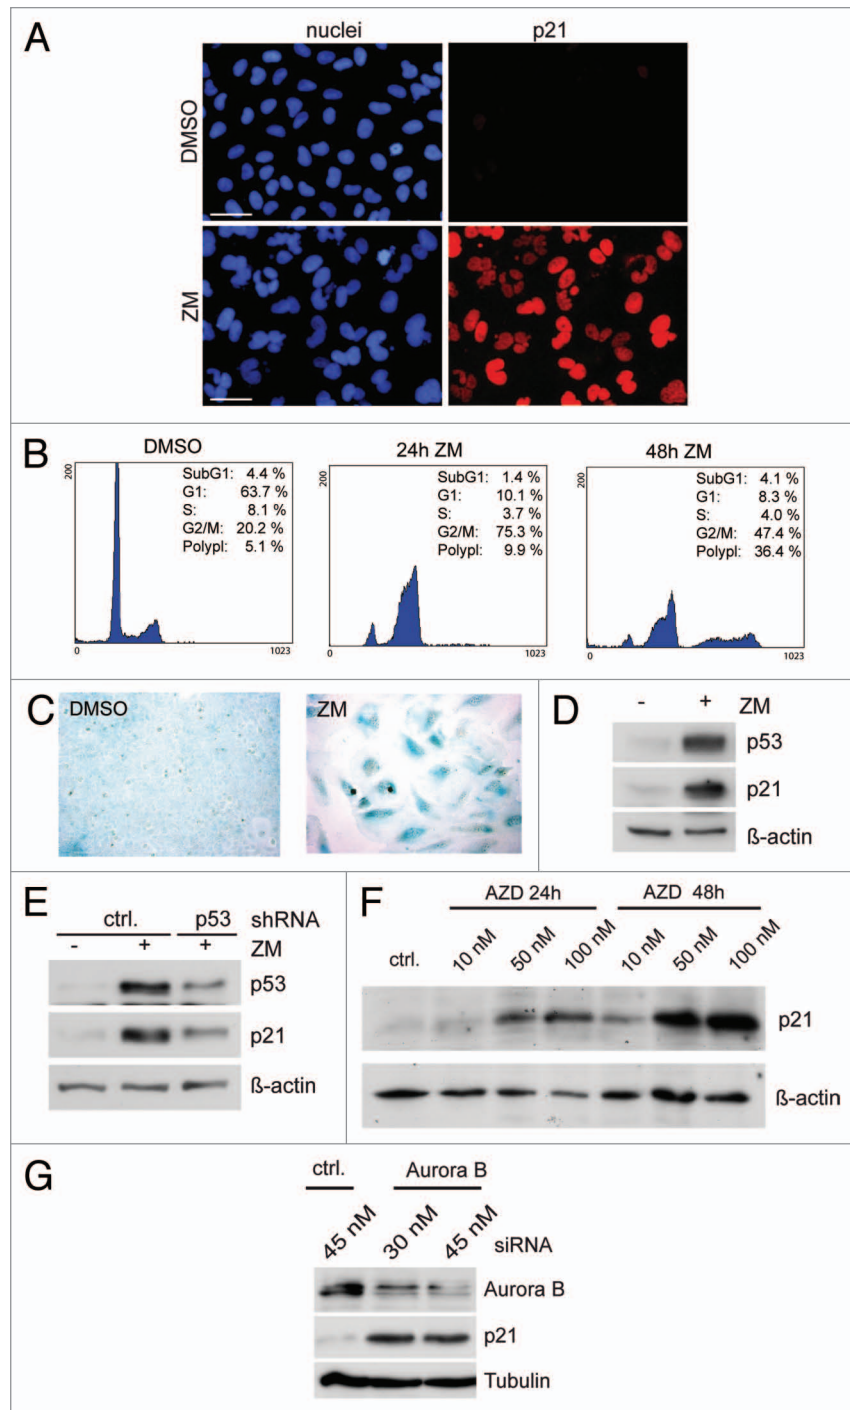 A
nuclei p21
DMSO
ZM
B
DMSO
200
SubG1: 4.4 %
G1: 63.7 %
S: 8.1 %
G2/M: 20.2 %
Polypl: 5.1 %
0 1023
24h ZM
200
SubG1: 1.4 %
G1: 10.1 %
S: 3.7 %
G2/M: 75.3 %
Polypl: 9.9 %
0 1023
48h ZM
200
SubG1: 4.1 %
G1: 8.3 %
S: 4.0 %
G2/M: 47.4 %
Polypl: 36.4 %
0 1023
C
DMSO
ZM
D
- + ZM
p53
p21
ß-actin
E
ctrl. p53 shRNA
- + + ZM
p53
p21
ß-actin
F
AZD 24h AZD 48h
ctrl. 10 nM 50 nM 100 nM 10 nM 50 nM 100 nM
p21
ß-actin
G
ctrl. Aurora B
45 nM 30 nM 45 nM siRNA
Aurora B
p21
Tubulin